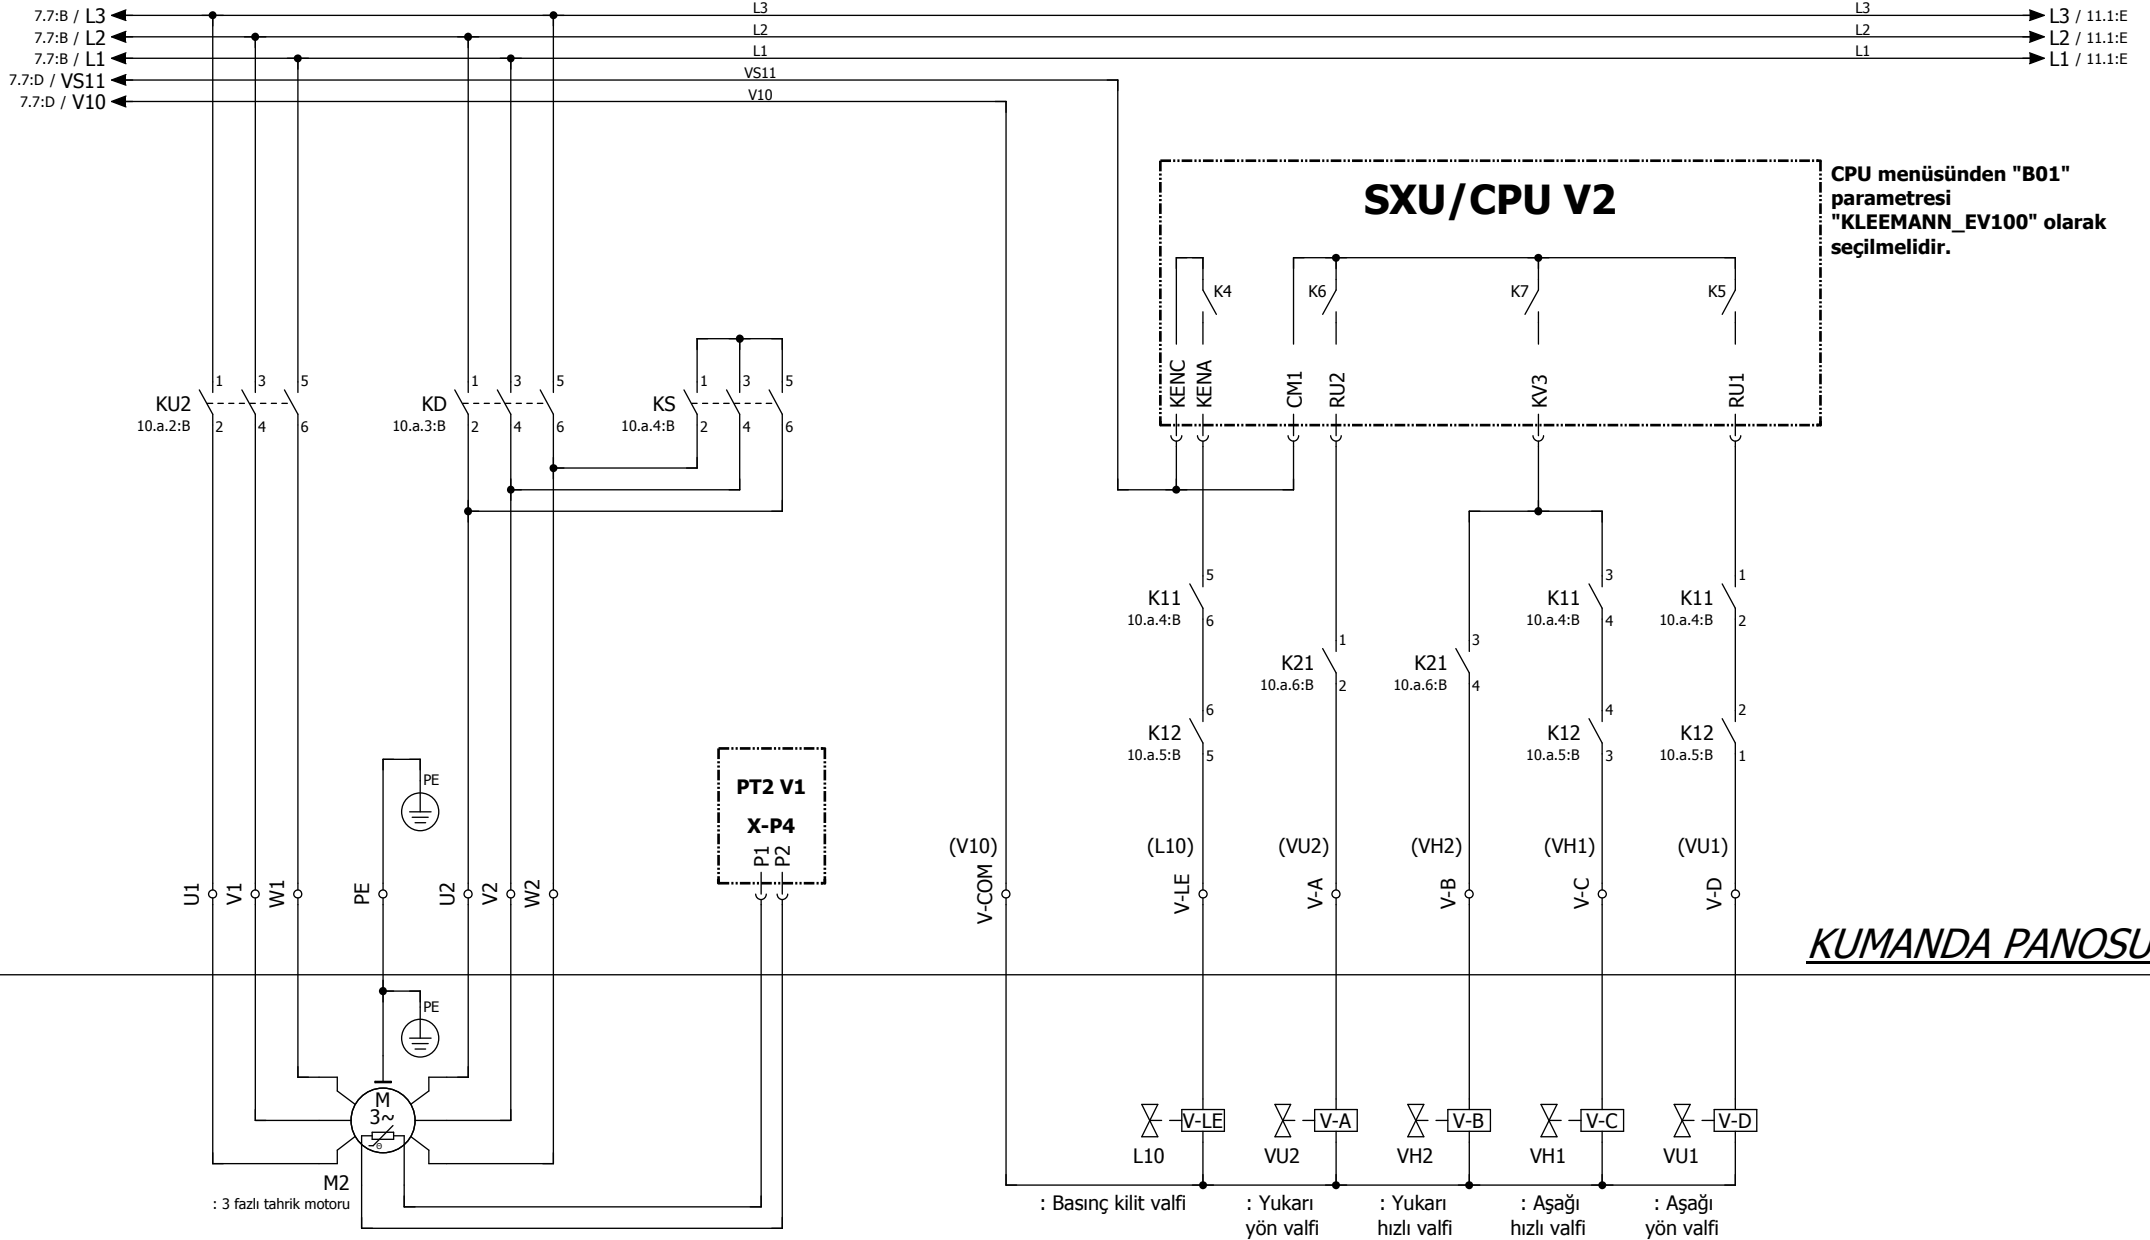 7.7:B / L3
L3
L3
L3 / 11.1:E
7.7:B / L2
L2
L2
L2 / 11.1:E
7.7:B / L1
L1
L1
L1 / 11.1:E
7.7:D / VS11
VS11
7.7:D / V10
V10
SXU/CPU V2
CPU menüsünden "B01"
parametresi
"KLEEMANN_EV100" olarak
seçilmelidir.
K4
K6
K7
K5
KENC
KENA
CM1
RU2
KV3
RU1
KU2
10.a.2:B
1
3
5
2
4
6
KD
10.a.3:B
1
3
5
2
4
6
KS
10.a.4:B
1
3
5
2
4
6
K11
10.a.4:B
5
6
K11
10.a.4:B
3
4
K11
10.a.4:B
1
2
K21
10.a.6:B
1
2
K21
10.a.6:B
3
4
K12
10.a.5:B
6
5
K12
10.a.5:B
4
3
K12
10.a.5:B
2
1
PE
PT2 V1
X-P4
P1
P2
(V10)
(L10)
(VU2)
(VH2)
(VH1)
(VU1)
U1
V1
W1
PE
U2
V2
W2
V-COM
V-LE
V-A
V-B
V-C
V-D
KUMANDA PANOSU
PE
M
3~
θ
M2
: 3 fazlı tahrik motoru
V-LE
L10
V-A
VU2
V-B
VH2
V-C
VH1
V-D
VU1
: Basınç kilit valfi
: Yukarı
yön valfi
: Yukarı
hızlı valfi
: Aşağı
hızlı valfi
: Aşağı
yön valfi